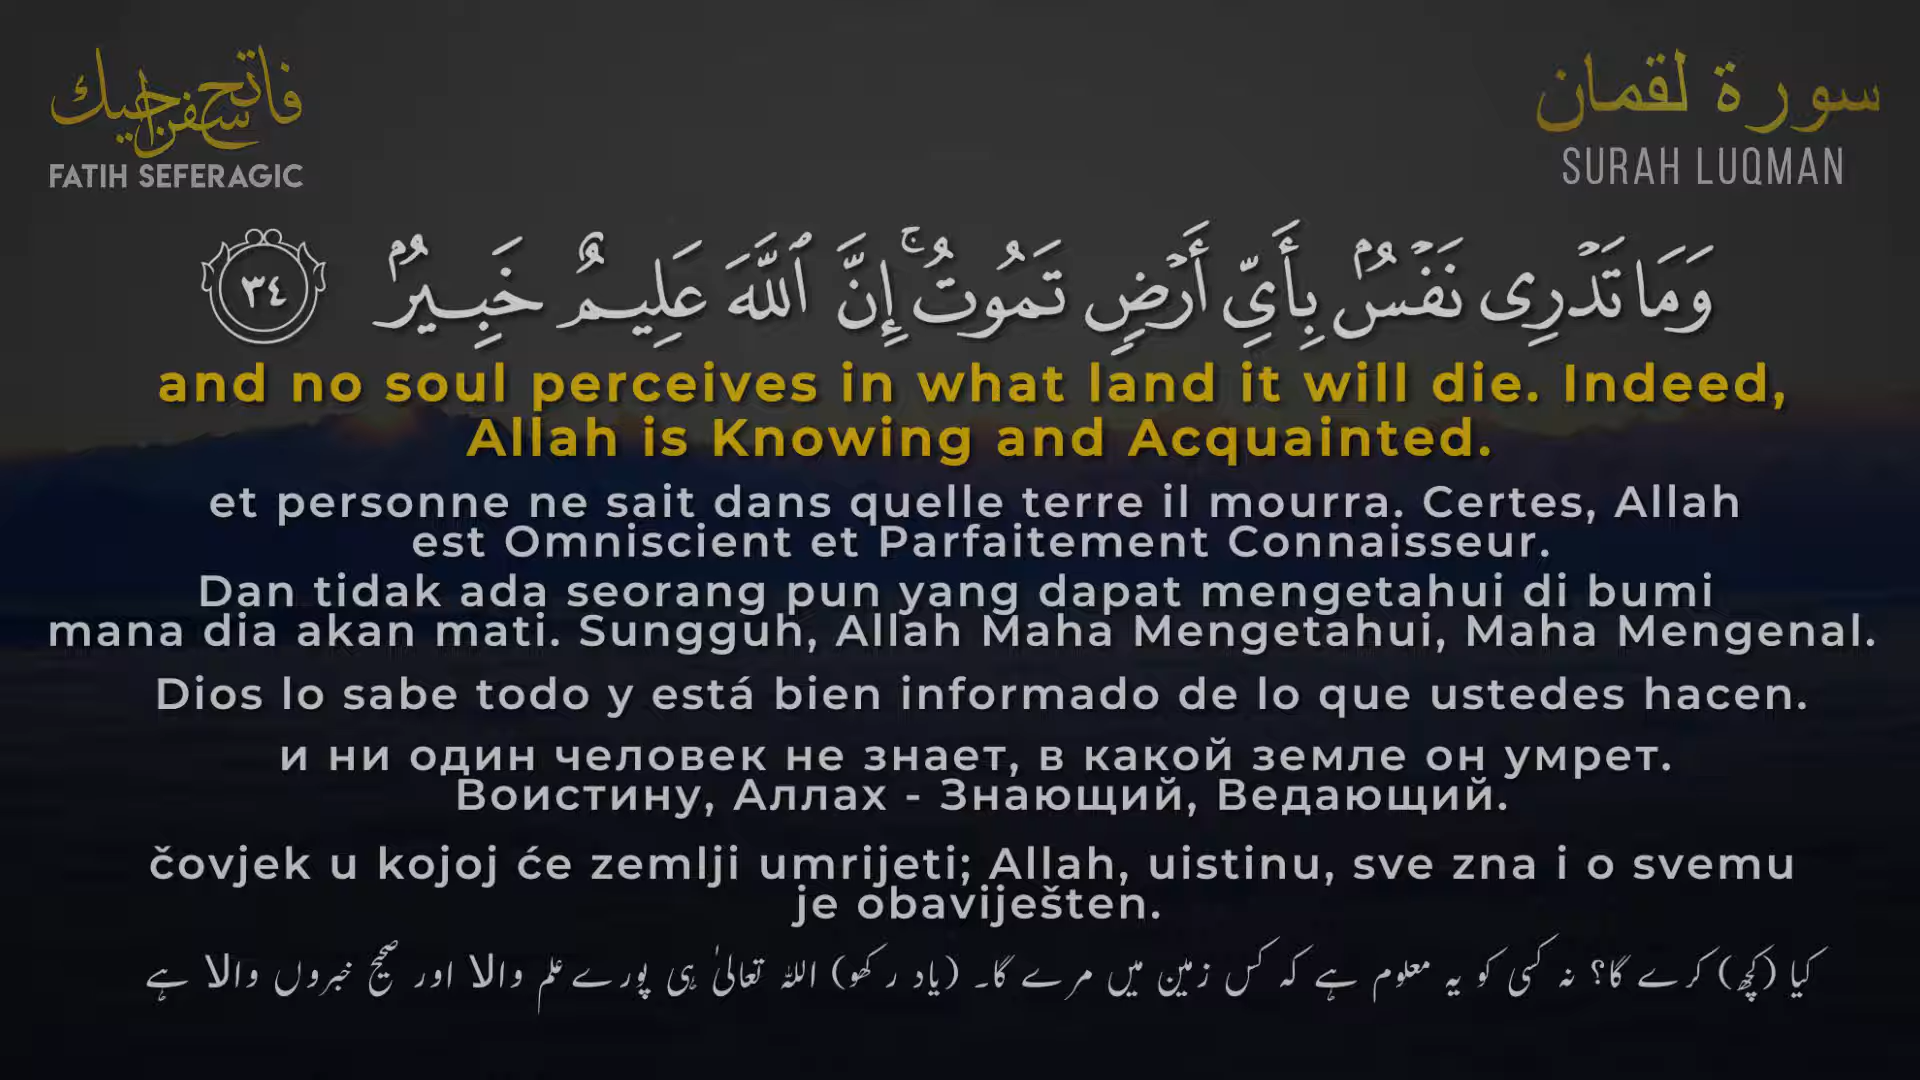 فاتح سفراجيك
FATIH SEFERAGIC
سورة لقمان
SURAH LUQMAN
وَمَا تَدْرِى نَفْسٌۢ بِأَىِّ أَرْضٍ تَمُوتُ ۚ إِنَّ ٱللَّهَ عَلِيمٌ خَبِيرٌۢ ٣٤
and no soul perceives in what land it will die. Indeed,
Allah is Knowing and Acquainted.
et personne ne sait dans quelle terre il mourra. Certes, Allah
est Omniscient et Parfaitement Connaisseur.
Dan tidak ada seorang pun yang dapat mengetahui di bumi
mana dia akan mati. Sungguh, Allah Maha Mengetahui, Maha Mengenal.
Dios lo sabe todo y está bien informado de lo que ustedes hacen.
и ни один человек не знает, в какой земле он умрет.
Воистину, Аллах - Знающий, Ведающий.
čovjek u kojoj će zemlji umrijeti; Allah, uistinu, sve zna i o svemu
je obaviješten.
کیا (کچھ) کرے گا؟ نہ کسی کو یہ معلوم ہے کہ کس زمین میں مرے گا۔ (یاد رکھو) اللہ تعالیٰ ہی پورے علم والا اور صحیح خبروں والا ہے